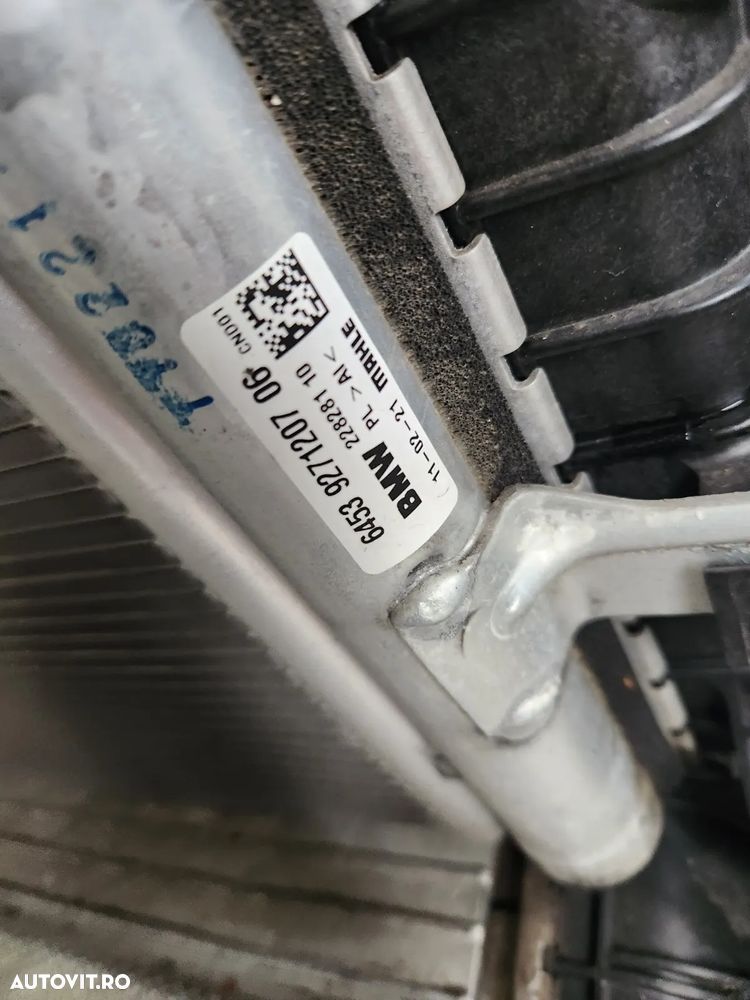 6453 9271207 06 CND01
BMW 228281 10
PL >Al<
11-02-21 MAHLE
AUTOVIT.RO